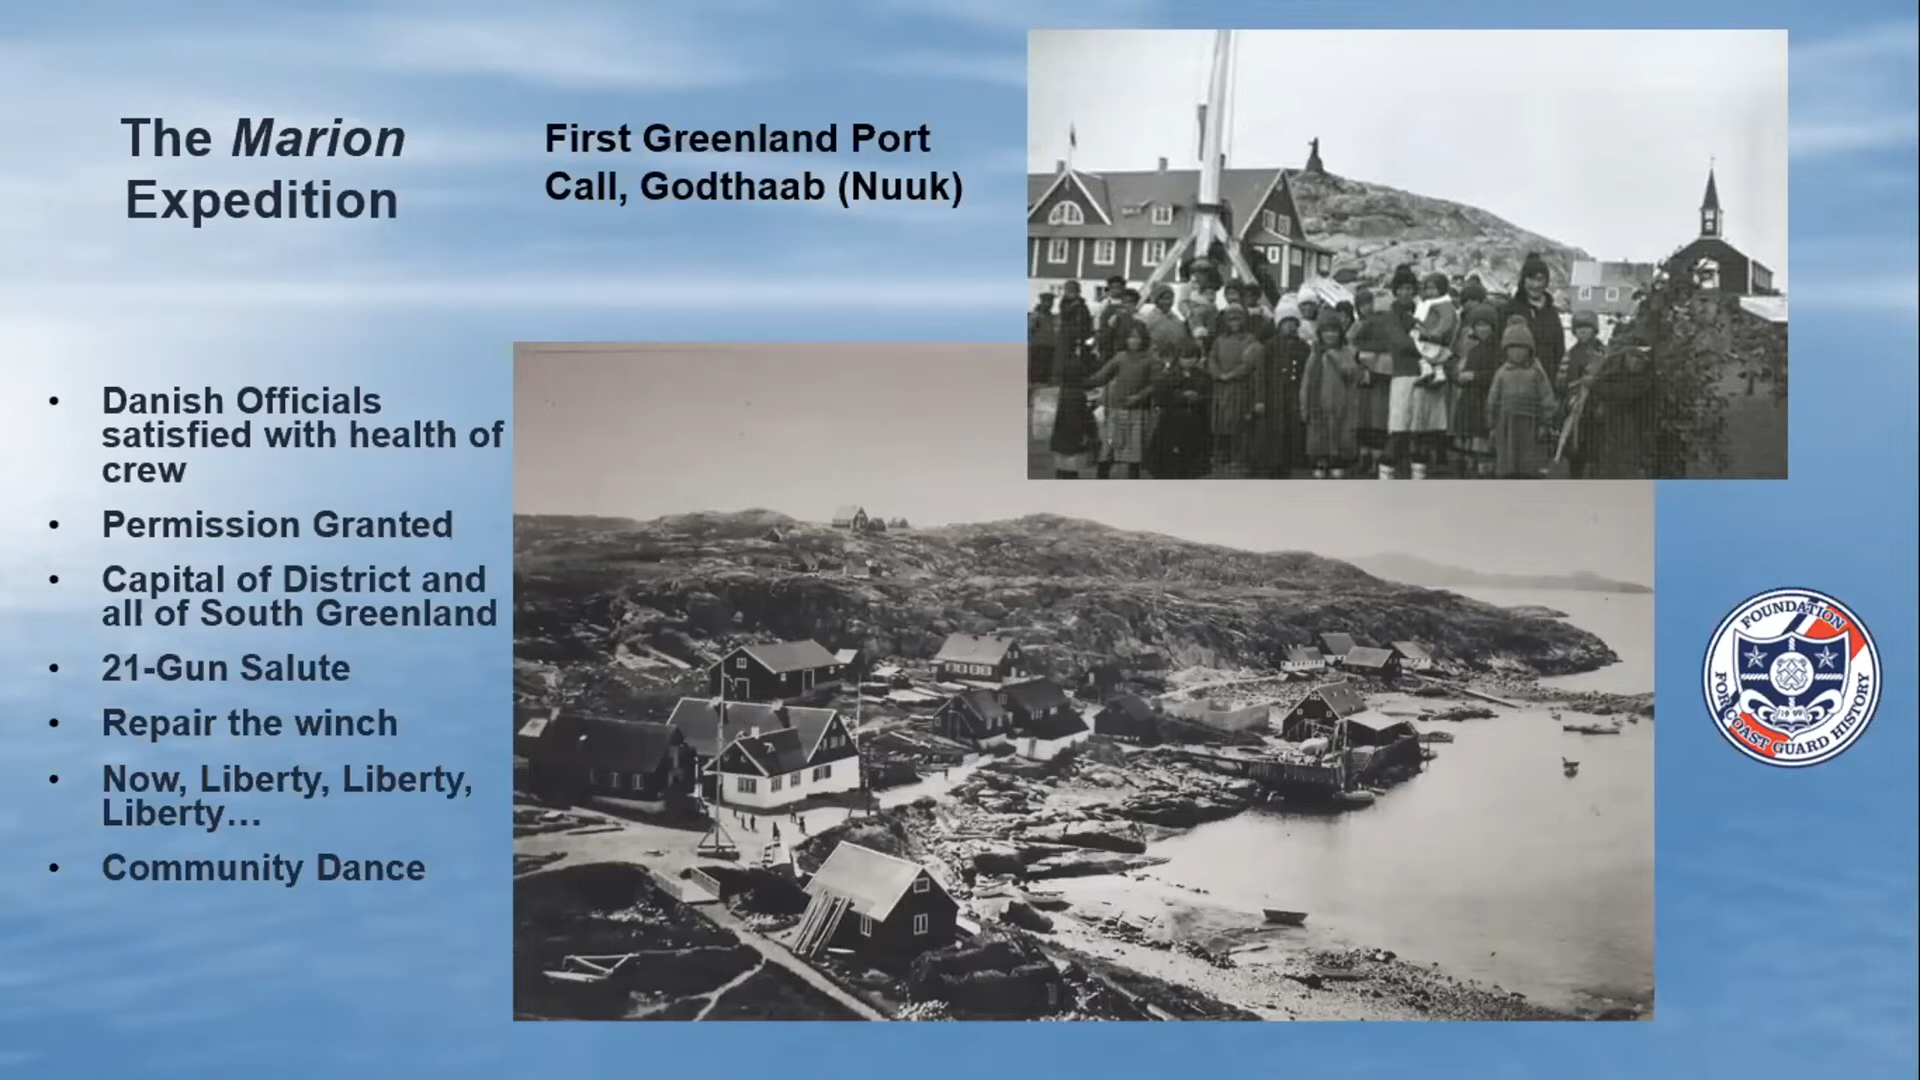 The Marion
Expedition
First Greenland Port
Call, Godthaab (Nuuk)
• Danish Officials
satisfied with health of
crew
• Permission Granted
• Capital of District and
all of South Greenland
• 21-Gun Salute
• Repair the winch
• Now, Liberty, Liberty,
Liberty…
• Community Dance
FOUNDATION
FOR COAST GUARD HISTORY